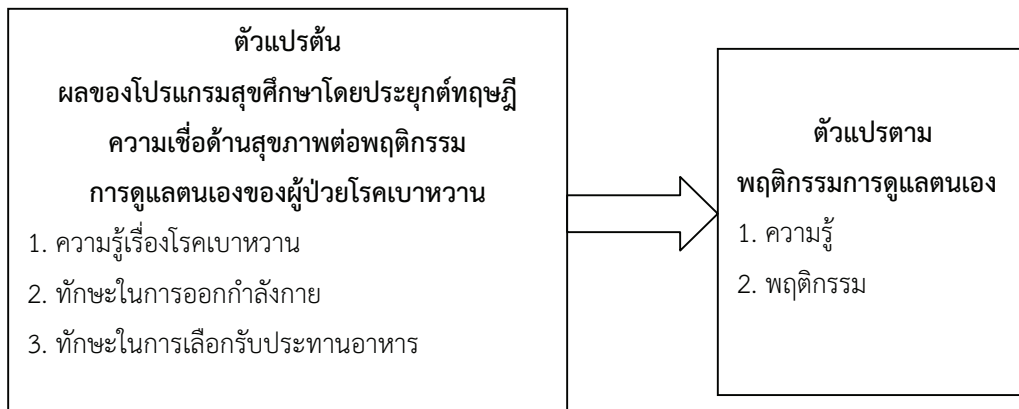 ตัวแปรต้น
ผลของโปรแกรมสุขศึกษาโดยประยุกต์ทฤษฎี
ความเชื่อด้านสุขภาพต่อพฤติกรรม
การดูแลตนเองของผู้ป่วยโรคเบาหวาน
1. ความรู้เรื่องโรคเบาหวาน
2. ทักษะในการออกกำลังกาย
3. ทักษะในการเลือกรับประทานอาหาร
ตัวแปรตาม
พฤติกรรมการดูแลตนเอง
1. ความรู้
2. พฤติกรรม